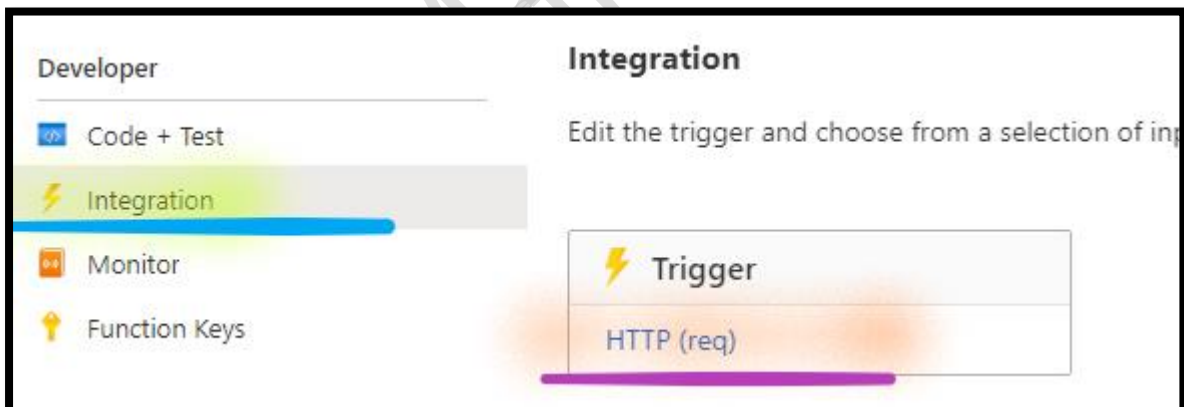 Developer
Code + Test
Integration
Monitor
Function Keys
Integration
Edit the trigger and choose from a selection of
Trigger
HTTP (req)